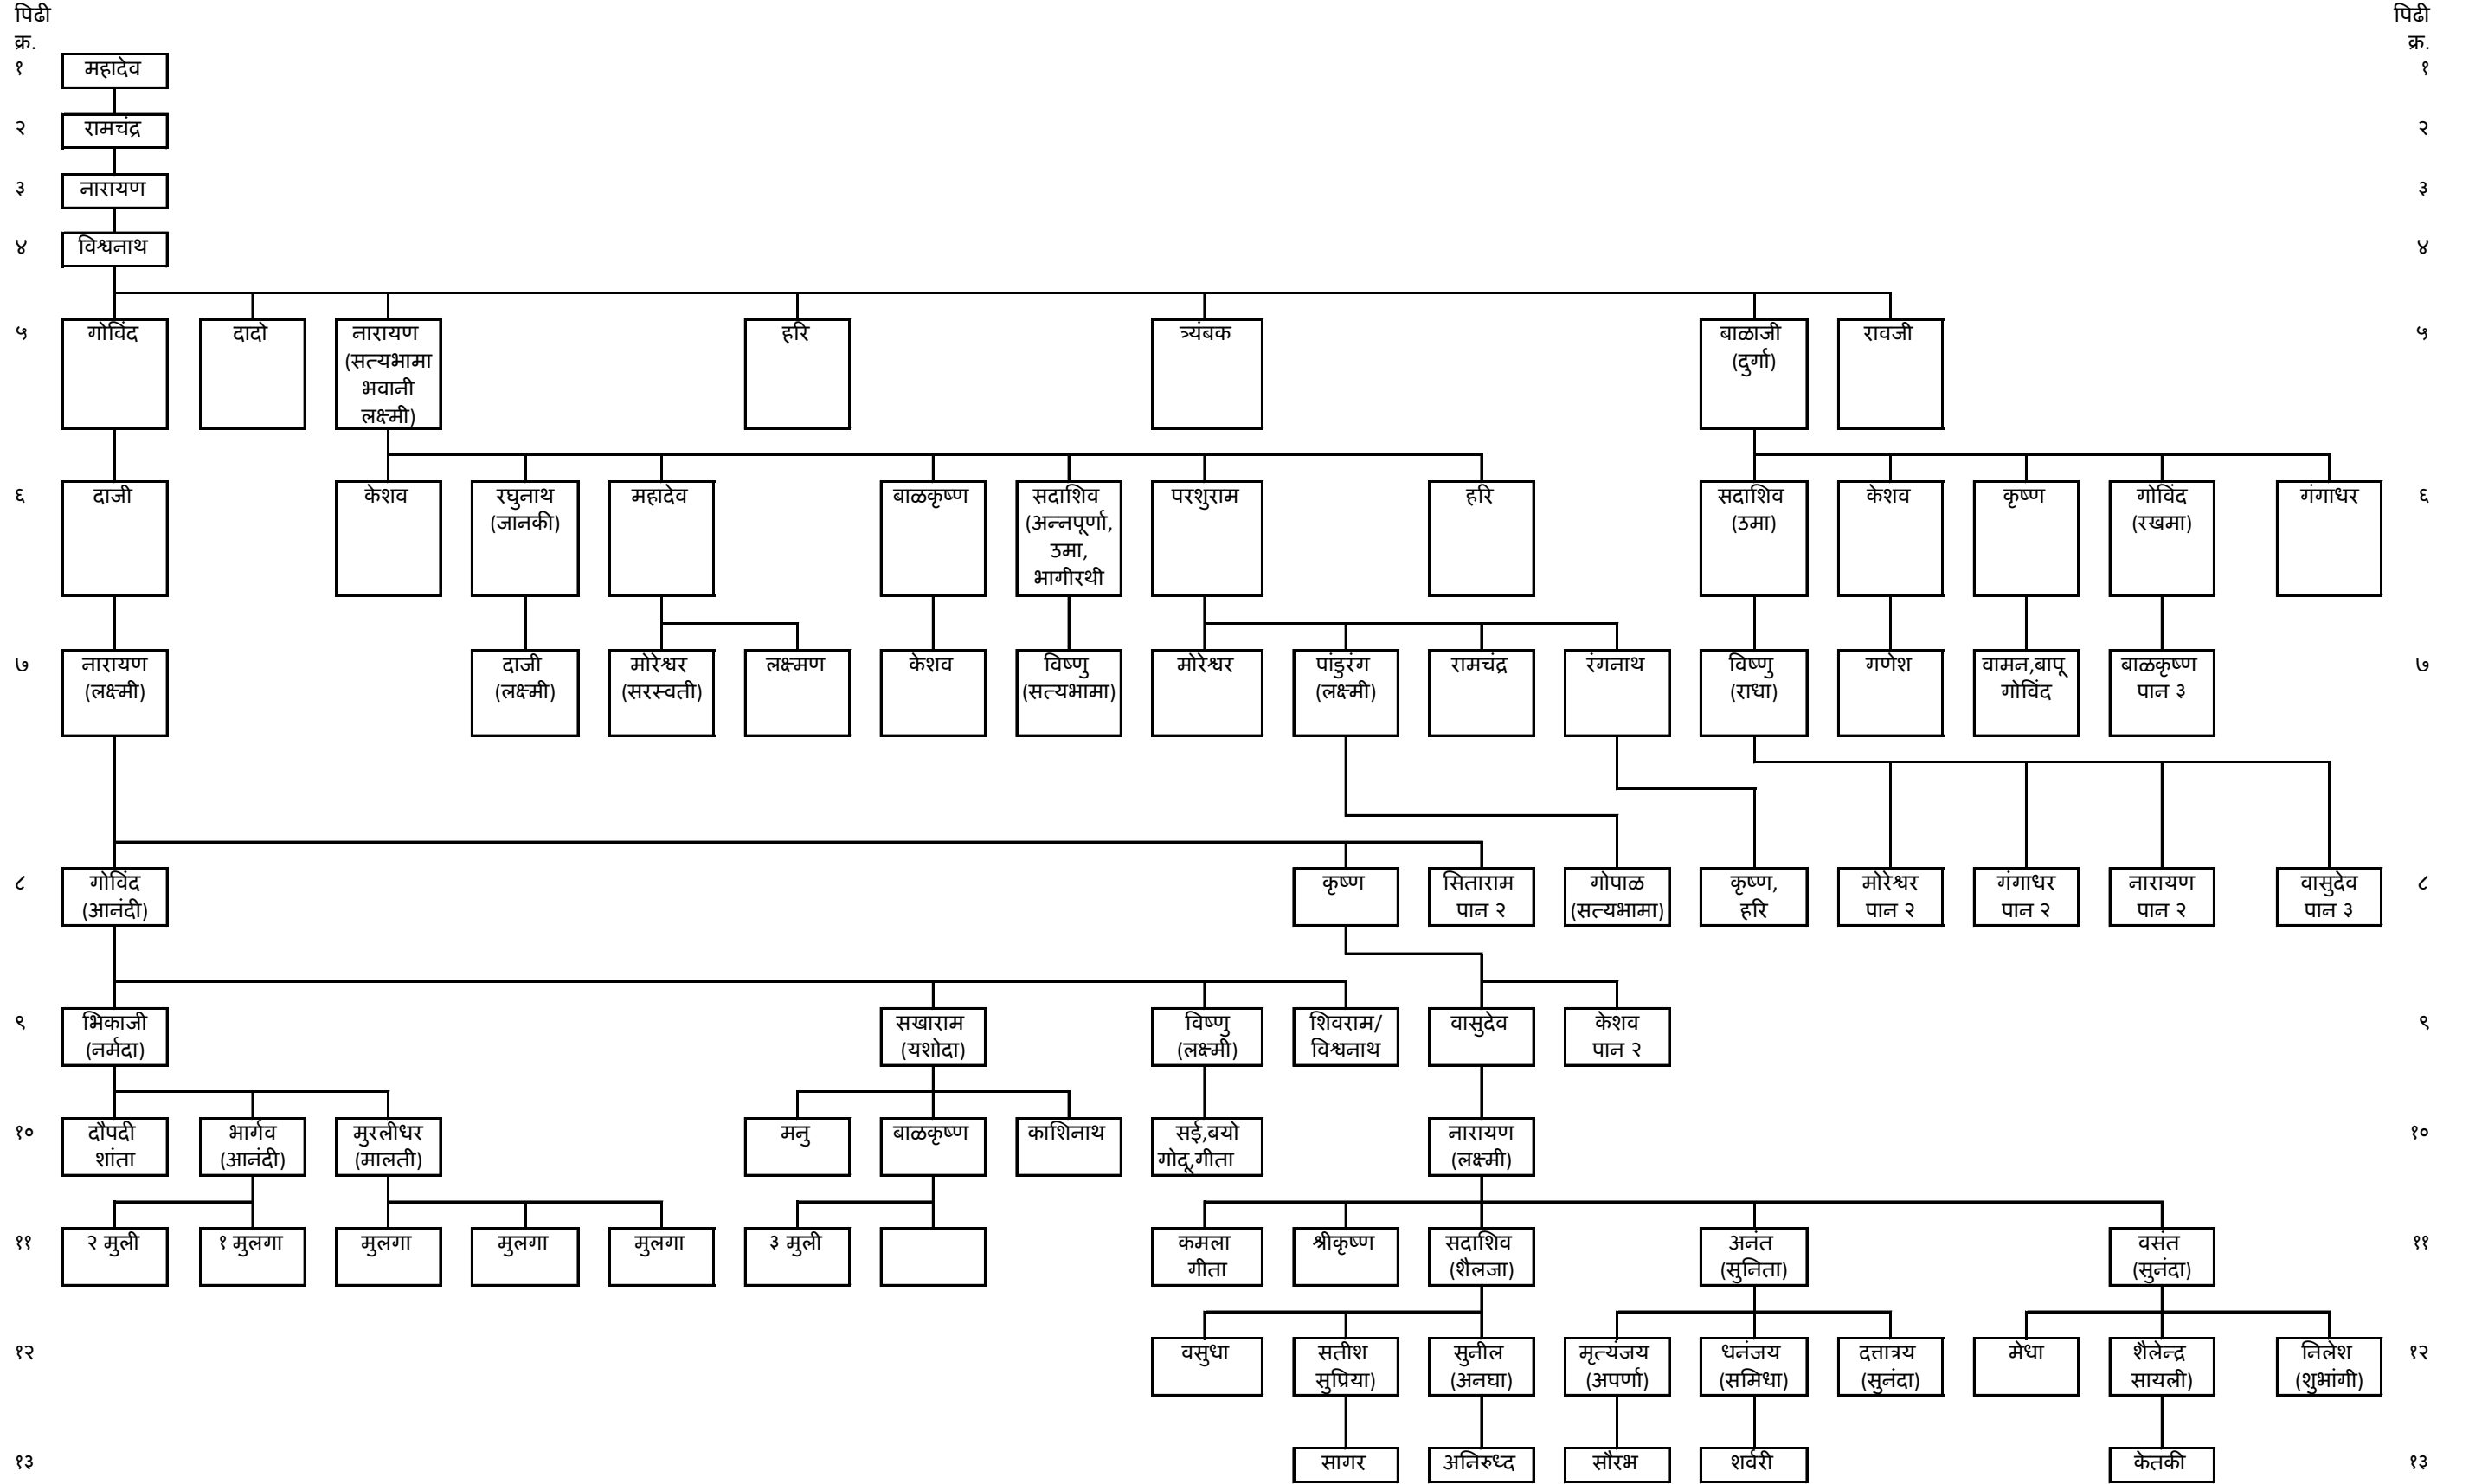 पिढी पिढी
क्र. क्र.
१ महादेव १
२ रामचंद्र २
३ नारायण ३
४ विश्वनाथ ४
५ गोविंद दादो नारायण हरि त्र्यंबक बाळाजी रावजी ५
(सत्यभामा (दुर्गा)
भवानी
लक्ष्मी)
६ दाजी केशव रघुनाथ महादेव बाळकृष्ण सदाशिव परशुराम हरि सदाशिव केशव कृष्ण गोविंद गंगाधर ६
(जानकी) (अन्नपूर्णा, (उमा) (रखमा)
उमा,
भागीरथी
७ नारायण दाजी मोरेश्वर लक्ष्मण केशव विष्णु मोरेश्वर पांडुरंग रामचंद्र रंगनाथ विष्णु गणेश वामन,बापू बाळकृष्ण ७
(लक्ष्मी) (लक्ष्मी) (सरस्वती) (सत्यभामा) (लक्ष्मी) (राधा) गोविंद पान ३
८ गोविंद कृष्ण सिताराम गोपाळ कृष्ण, मोरेश्वर गंगाधर नारायण वासुदेव ८
(आनंदी) पान २ (सत्यभामा) हरि पान २ पान २ पान २ पान ३
९ भिकाजी सखाराम विष्णु शिवराम/ वासुदेव केशव ९
(नर्मदा) (यशोदा) (लक्ष्मी) विश्वनाथ पान २
१० दौपदी भार्गव मुरलीधर मनु बाळकृष्ण काशिनाथ सई,बयो नारायण १०
शांता (आनंदी) (मालती) गोदू,गीता (लक्ष्मी)
११ २ मुली १ मुलगा मुलगा मुलगा मुलगा ३ मुली कमला श्रीकृष्ण सदाशिव अनंत वसंत ११
गीता (शैलजा) (सुनिता) (सुनंदा)
१२ वसुधा सतीश सुनील मृत्यंजय धनंजय दत्तात्रय मेधा शैलेन्द्र निलेश १२
सुप्रिया) (अनघा) (अपर्णा) (समिधा) (सुनंदा) सायली) (शुभांगी)
१३ सागर अनिरुध्द सौरभ शर्वरी केतकी १३